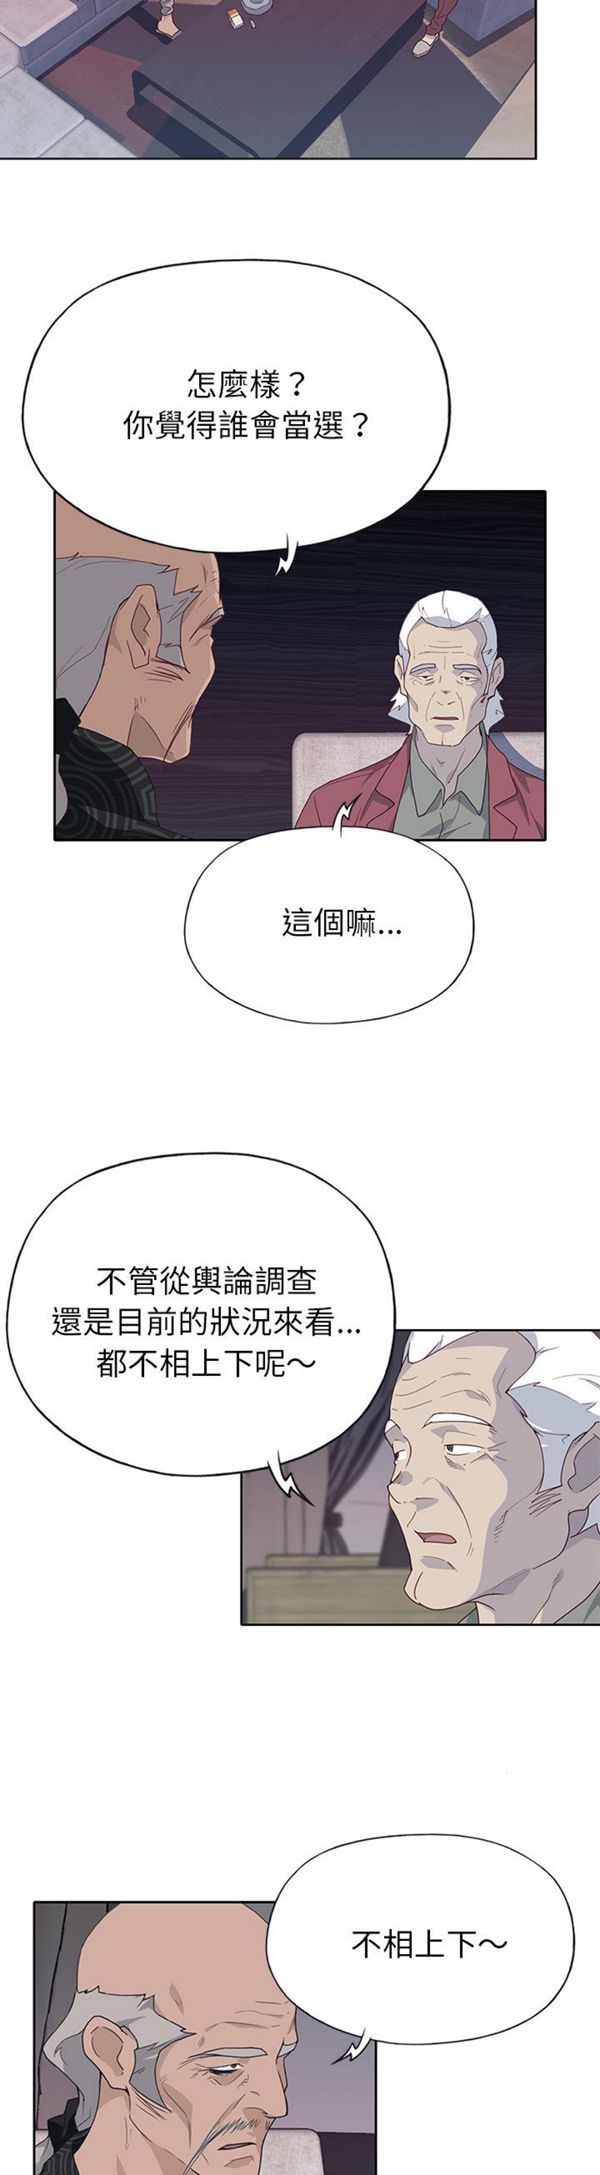 怎麼樣？
你覺得誰會當選？
這個嘛...
不管從輿論調查
還是目前的狀況來看...
都不相上下呢～
不相上下～